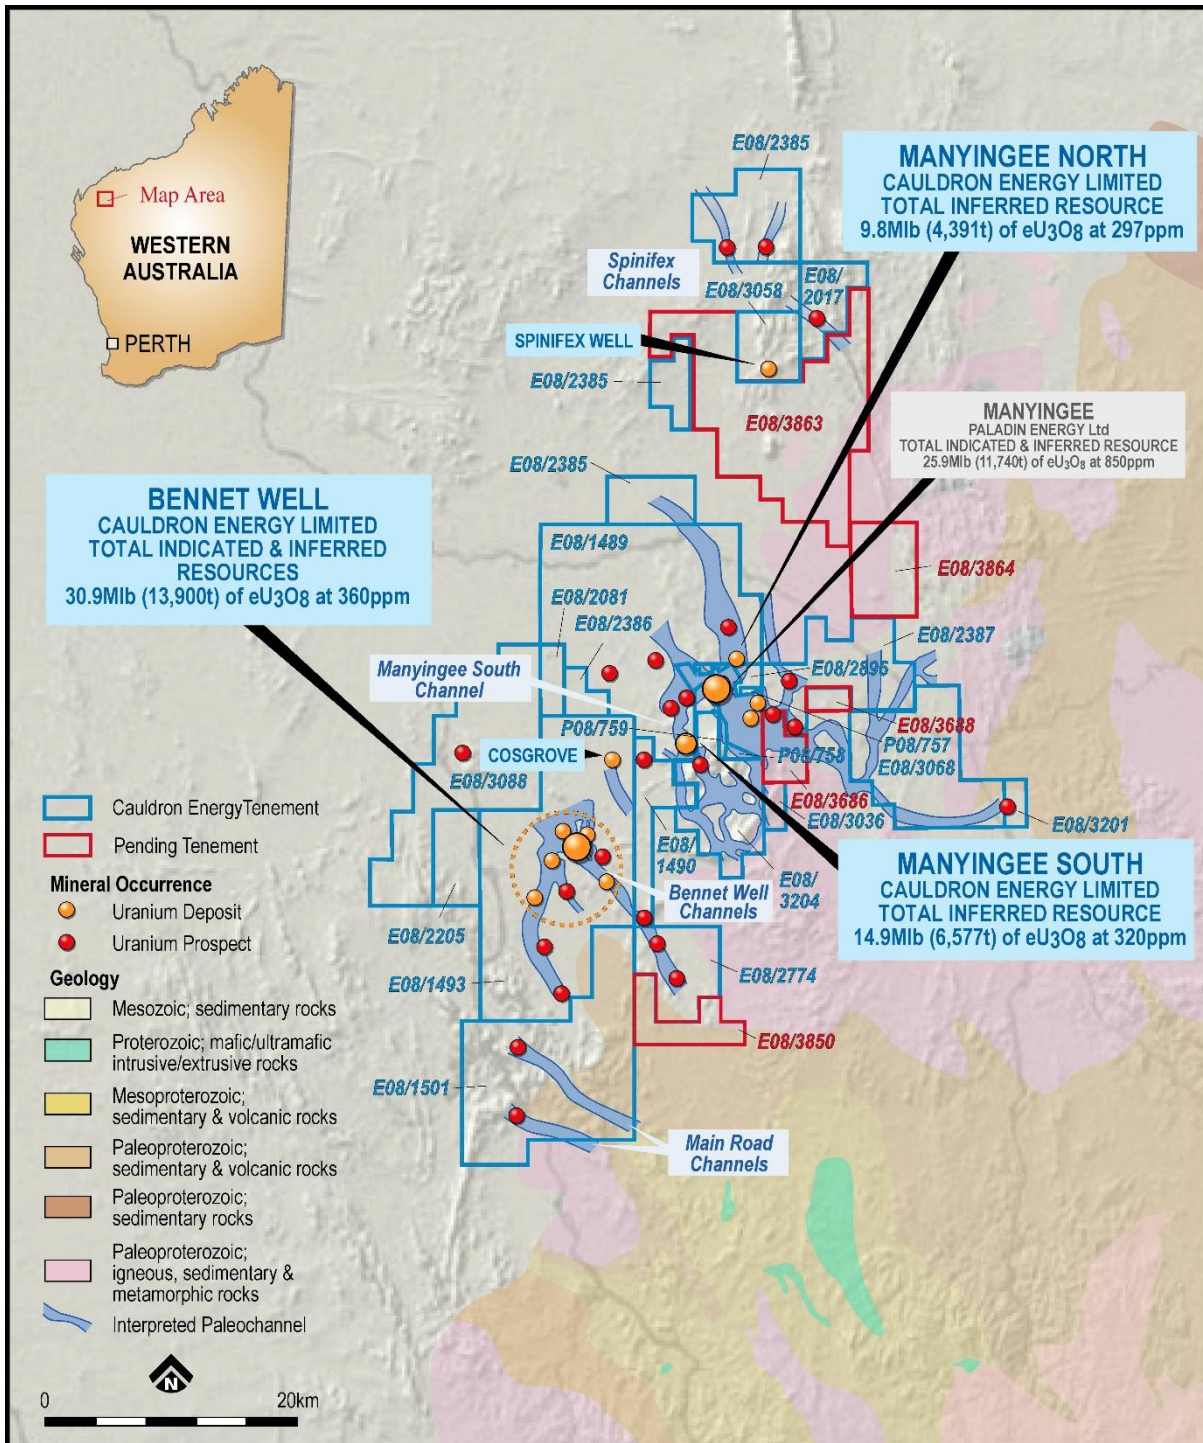 Map Area
WESTERN
AUSTRALIA
PERTH
E08/2385
MANYINGEE NORTH
CAULDRON ENERGY LIMITED
TOTAL INFERRED RESOURCE
9.8Mlb (4,391t) of eU3O8 at 297ppm
Spinifex
Channels
E08/3058
E08/
2017
SPINIFEX WELL
E08/2385
E08/3863
MANYINGEE
PALADIN ENERGY Ltd
TOTAL INDICATED & INFERRED RESOURCE
25.9Mlb (11,740t) of eU3O8 at 850ppm
E08/2385
BENNET WELL
CAULDRON ENERGY LIMITED
TOTAL INDICATED & INFERRED
RESOURCES
30.9Mlb (13,900t) of eU3O8 at 360ppm
E08/1489
E08/3864
E08/2081
E08/2386
E08/2387
Manyingee South
Channel
E08/2896
P08/759
E08/3688
COSGROVE
P08/758
P08/757
E08/3088
E08/3068
E08/3686
E08/3036
E08/3201
E08/
1490
MANYINGEE SOUTH
CAULDRON ENERGY LIMITED
TOTAL INFERRED RESOURCE
14.9Mlb (6,577t) of eU3O8 at 320ppm
Bennet Well
Channels
E08/
3204
E08/2205
E08/1493
E08/2774
E08/3850
E08/1501
Main Road
Channels
Cauldron EnergyTenement
Pending Tenement
Mineral Occurrence
Uranium Deposit
Uranium Prospect
Geology
Mesozoic; sedimentary rocks
Proterozoic; mafic/ultramafic
intrusive/extrusive rocks
Mesoproterozoic;
sedimentary & volcanic rocks
Paleoproterozoic;
sedimentary & volcanic rocks
Paleoproterozoic;
sedimentary rocks
Paleoproterozoic;
igneous, sedimentary &
metamorphic rocks
Interpreted Paleochannel
N
0 20km